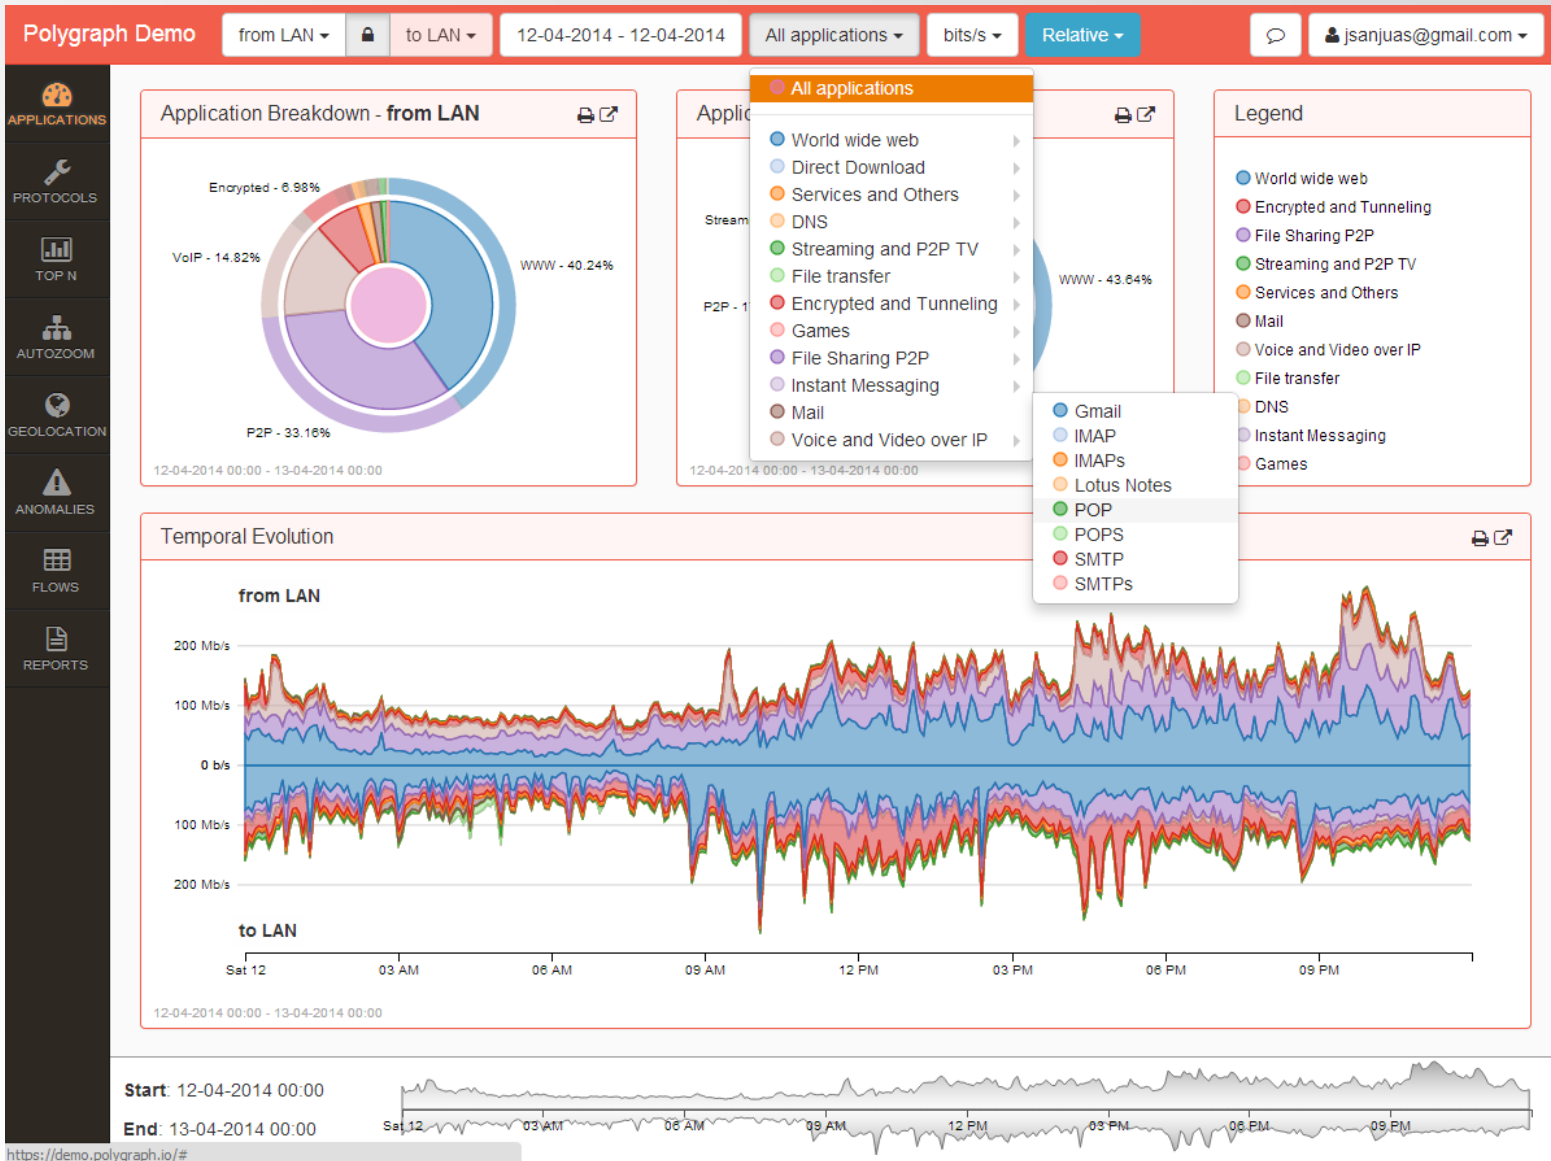 Polygraph Demo
from LAN
to LAN
12-04-2014 - 12-04-2014
All applications
bits/s
Relative
jsanjuas@gmail.com
APPLICATIONS
PROTOCOLS
TOP N
AUTOZOOM
GEOLOCATION
ANOMALIES
FLOWS
REPORTS
Application Breakdown - from LAN
Encrypted - 6.98%
VoIP - 14.82%
WWW - 40.24%
P2P - 33.16%
12-04-2014 00:00 - 13-04-2014 00:00
WWW - 43.64%
12-04-2014 00:00 - 13-04-2014 00:00
All applications
World wide web
Direct Download
Services and Others
DNS
Streaming and P2P TV
File transfer
Encrypted and Tunneling
Games
File Sharing P2P
Instant Messaging
Mail
Voice and Video over IP
Gmail
IMAP
IMAPs
Lotus Notes
POP
POPS
SMTP
SMTPs
Legend
World wide web
Encrypted and Tunneling
File Sharing P2P
Streaming and P2P TV
Services and Others
Mail
Voice and Video over IP
File transfer
DNS
Instant Messaging
Games
Temporal Evolution
from LAN
200 Mb/s
100 Mb/s
0 b/s
100 Mb/s
200 Mb/s
to LAN
Sat 12
03 AM
06 AM
09 AM
12 PM
03 PM
06 PM
09 PM
12-04-2014 00:00 - 13-04-2014 00:00
Start: 12-04-2014 00:00
End: 13-04-2014 00:00
Sat 12
03 AM
06 AM
09 AM
12 PM
03 PM
06 PM
09 PM
https://demo.polygraph.io/#